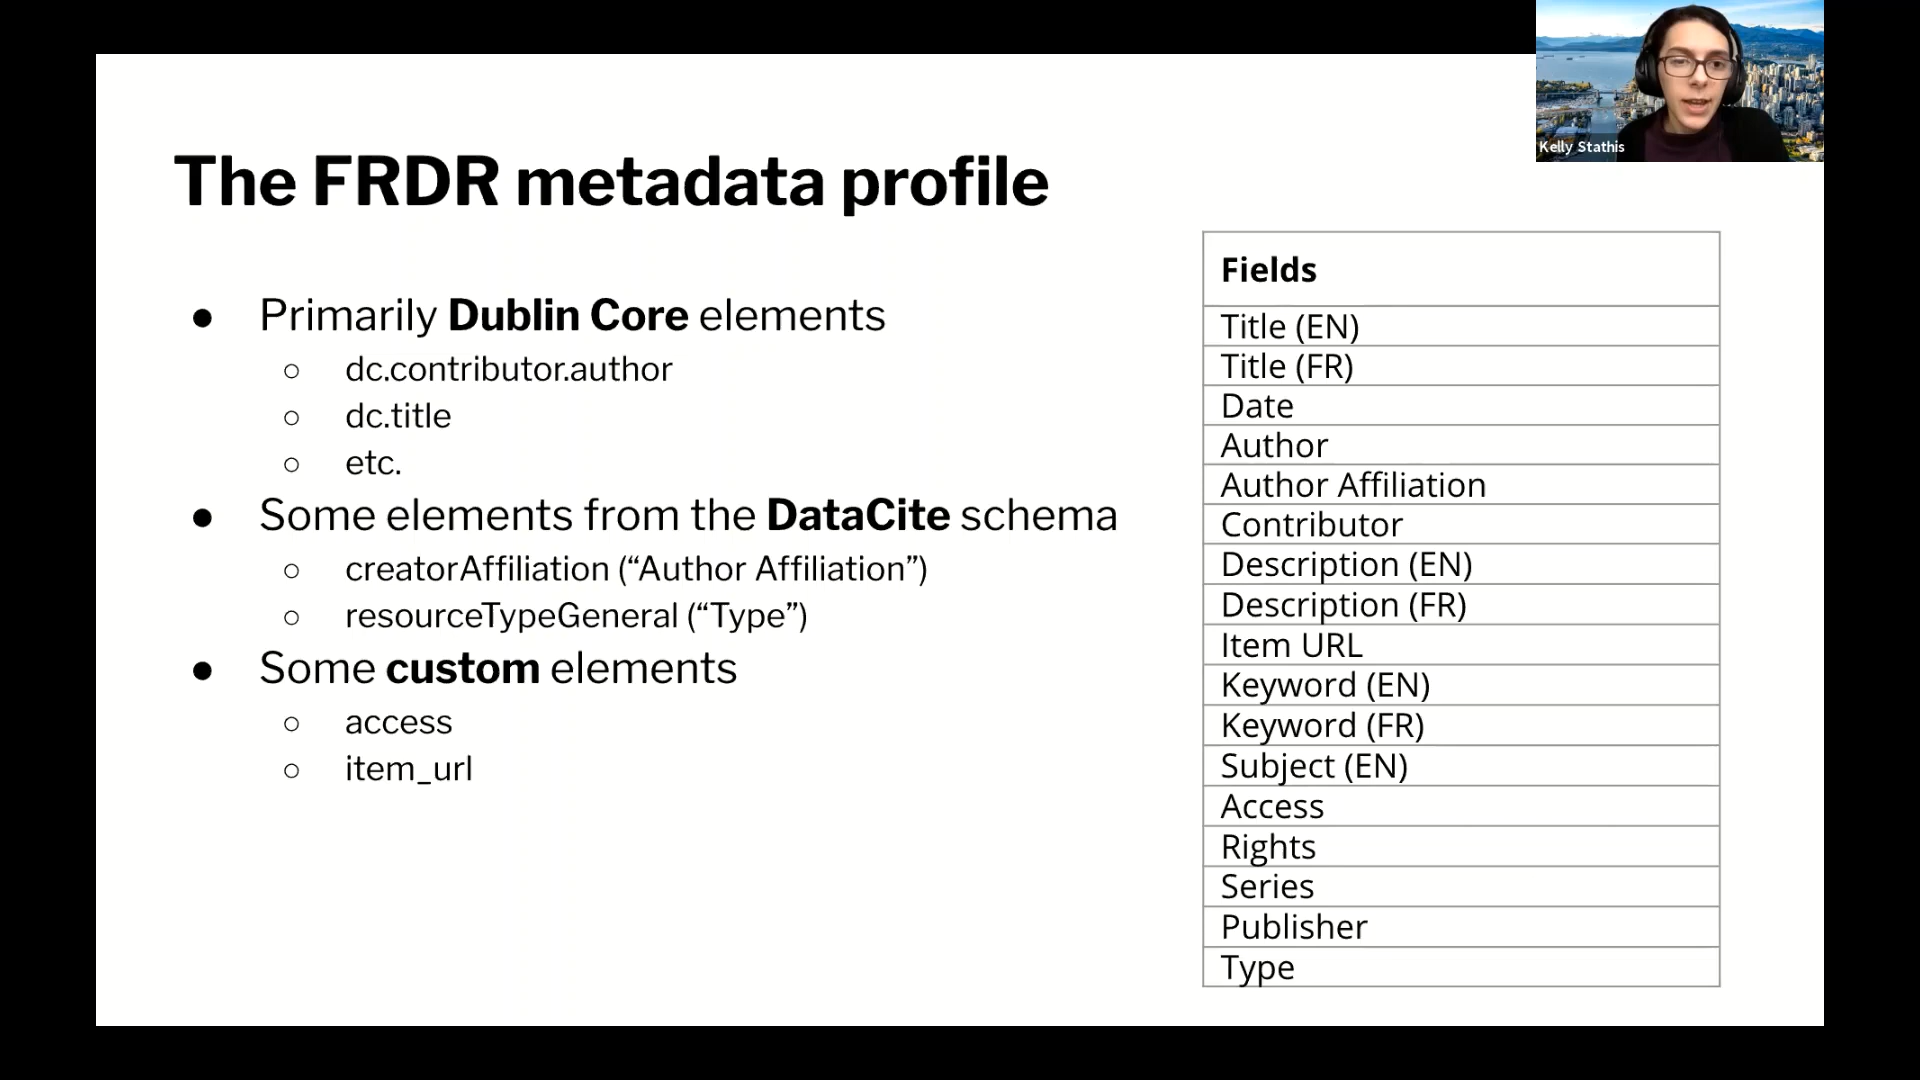 The FRDR metadata profile
● Primarily Dublin Core elements
○ dc.contributor.author
○ dc.title
○ etc.
● Some elements from the DataCite schema
○ creatorAffiliation (“Author Affiliation”)
○ resourceTypeGeneral (“Type”)
● Some custom elements
○ access
○ item_url
Fields
Title (EN)
Title (FR)
Date
Author
Author Affiliation
Contributor
Description (EN)
Description (FR)
Item URL
Keyword (EN)
Keyword (FR)
Subject (EN)
Access
Rights
Series
Publisher
Type
Kelly Stathis